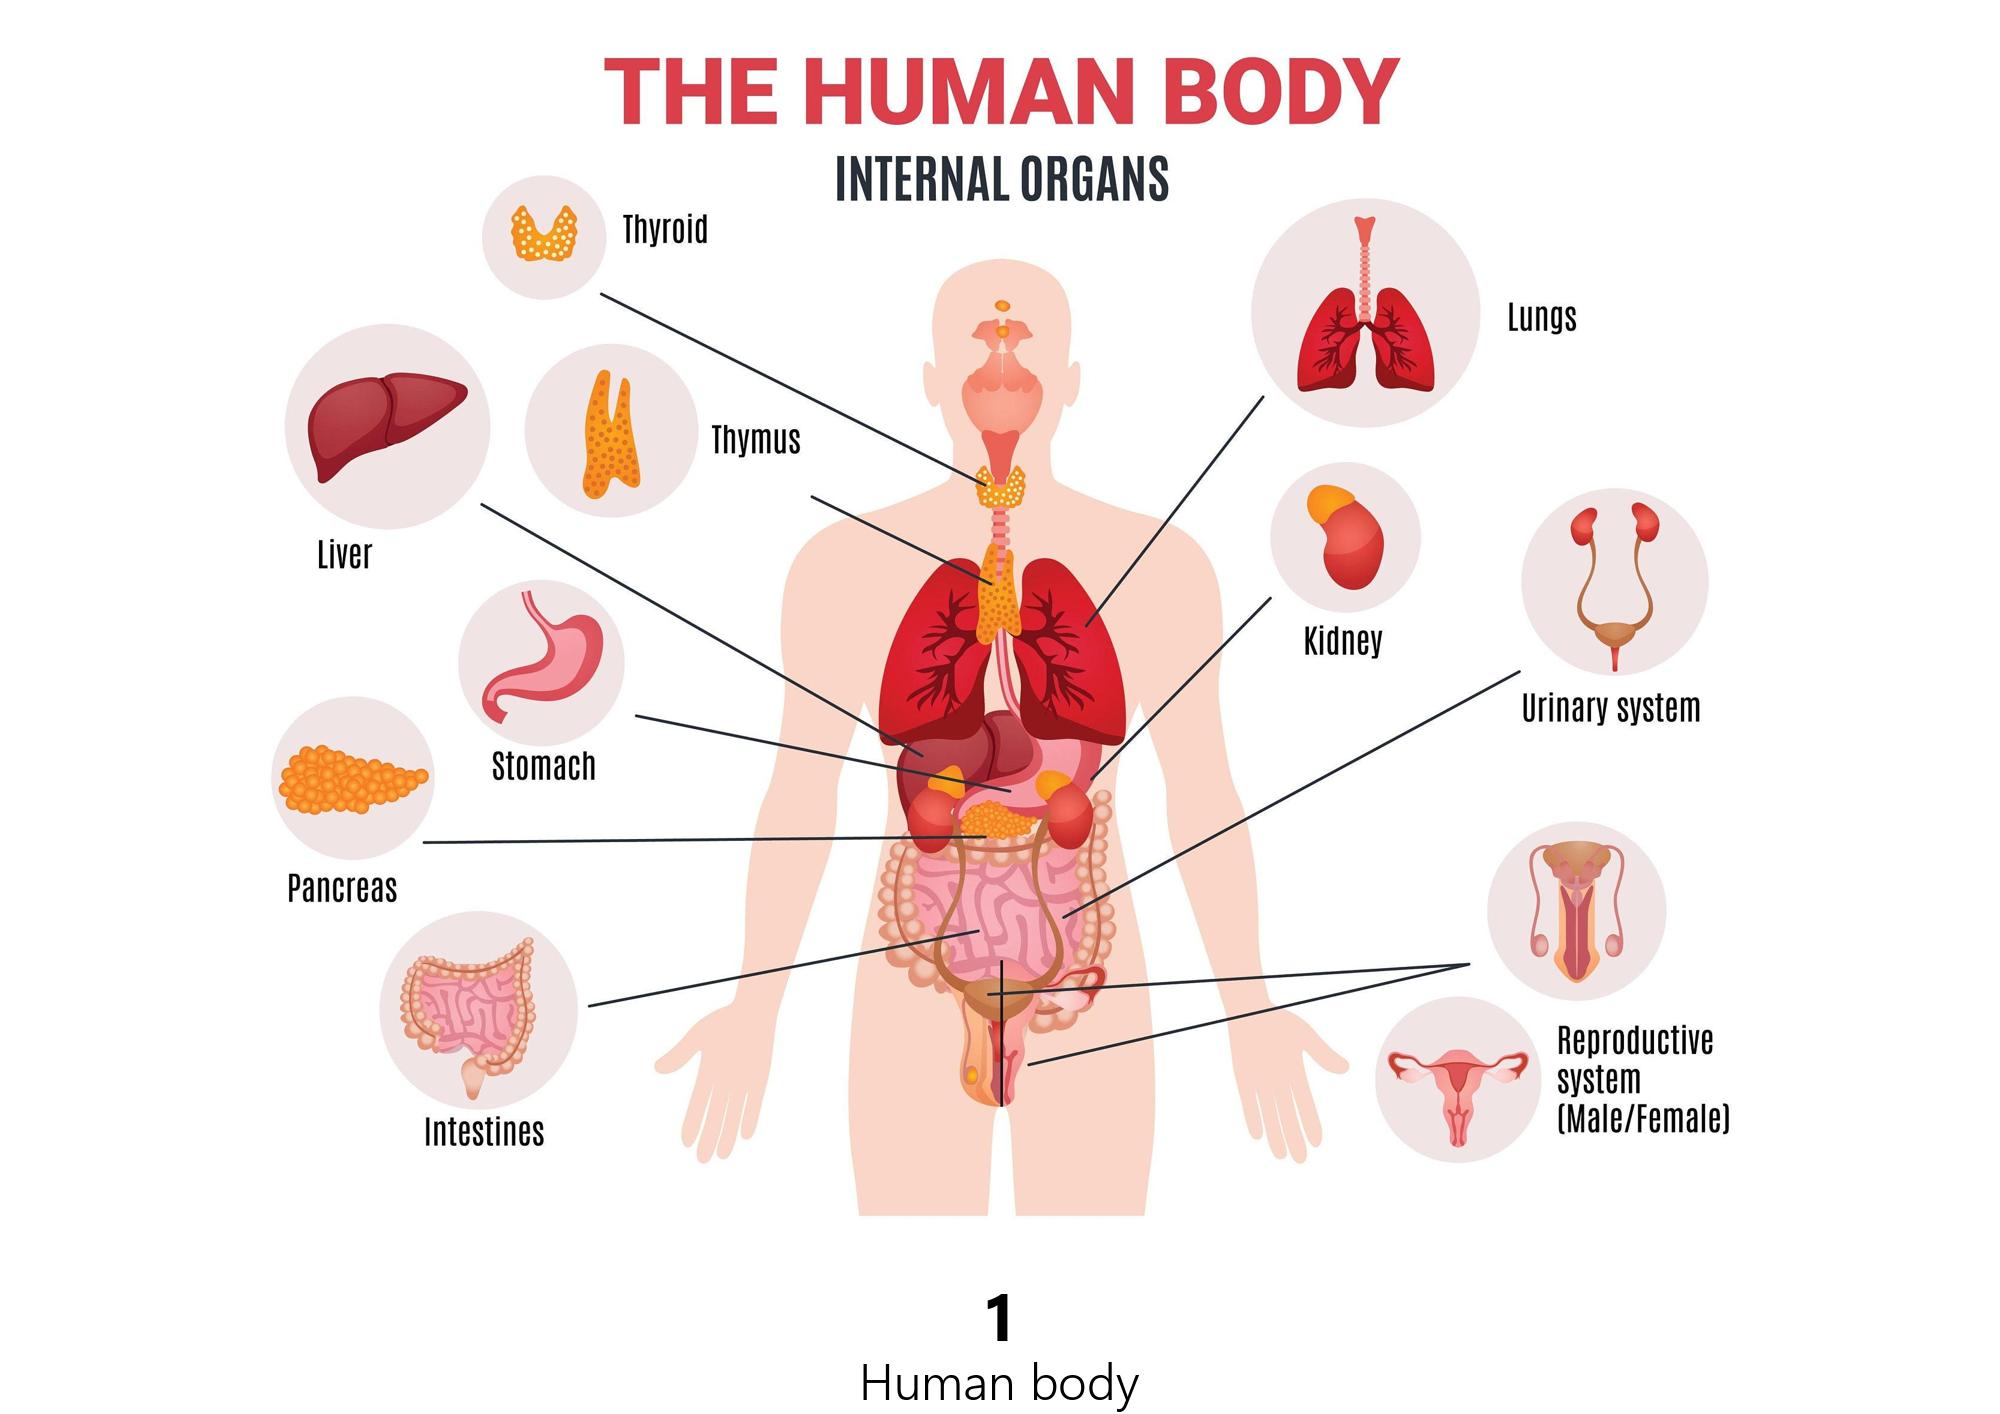 THE HUMAN BODY
INTERNAL ORGANS
Thyroid
Lungs
Thymus
Liver
Kidney
Urinary system
Stomach
Pancreas
Reproductive
system
(Male/Female)
Intestines
1
Human body